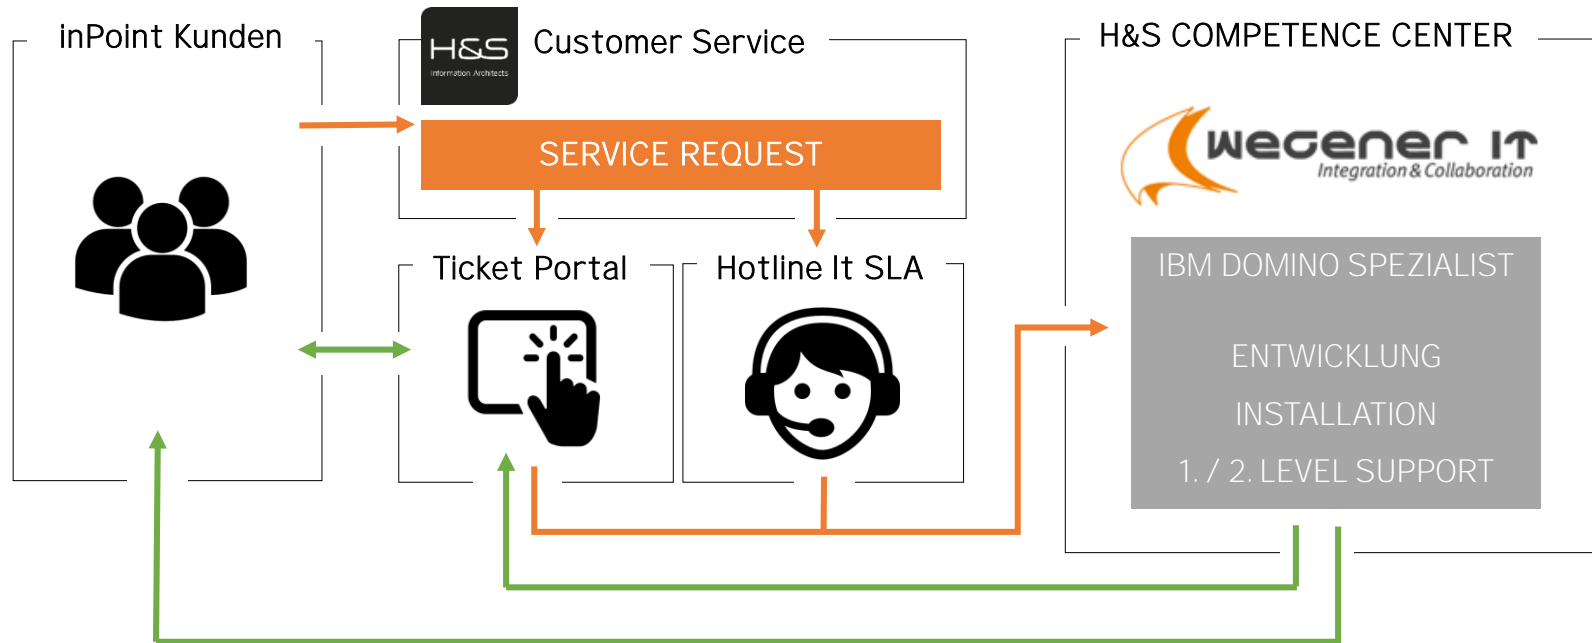 inPoint Kunden
H&S
Information Architects
Customer Service
SERVICE REQUEST
Ticket Portal
Hotline lt SLA
H&S COMPETENCE CENTER
WEGENER IT
Integration & Collaboration
IBM DOMINO SPEZIALIST
ENTWICKLUNG
INSTALLATION
1. / 2. LEVEL SUPPORT